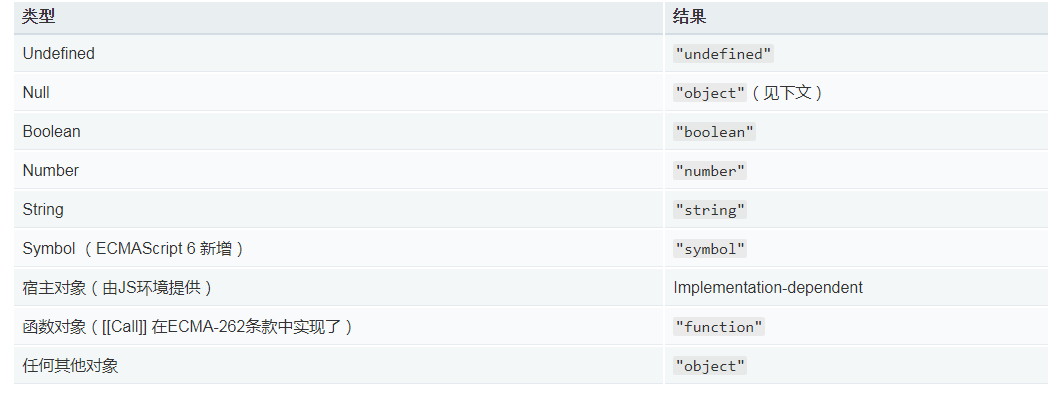 类型 结果
Undefined "undefined"
Null "object"（见下文）
Boolean "boolean"
Number "number"
String "string"
Symbol （ECMAScript 6 新增） "symbol"
宿主对象（由JS环境提供） Implementation-dependent
函数对象（[[Call]] 在ECMA-262条款中实现了） "function"
任何其他对象 "object"